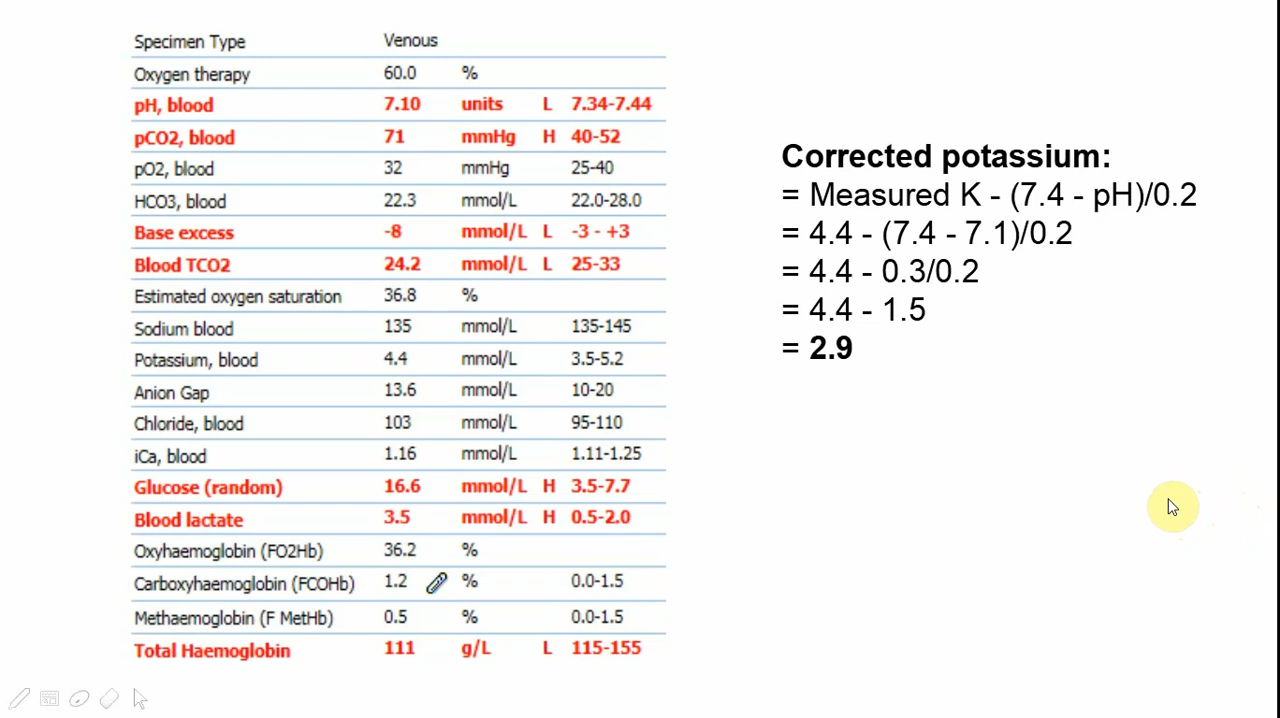 Specimen Type Venous
Oxygen therapy 60.0 %
pH, blood 7.10 units L 7.34-7.44
pCO2, blood 71 mmHg H 40-52
pO2, blood 32 mmHg 25-40
HCO3, blood 22.3 mmol/L 22.0-28.0
Base excess -8 mmol/L L -3 - +3
Blood TCO2 24.2 mmol/L L 25-33
Estimated oxygen saturation 36.8 %
Sodium blood 135 mmol/L 135-145
Potassium, blood 4.4 mmol/L 3.5-5.2
Anion Gap 13.6 mmol/L 10-20
Chloride, blood 103 mmol/L 95-110
iCa, blood 1.16 mmol/L 1.11-1.25
Glucose (random) 16.6 mmol/L H 3.5-7.7
Blood lactate 3.5 mmol/L H 0.5-2.0
Oxyhaemoglobin (FO2Hb) 36.2 %
Carboxyhaemoglobin (FCOHb) 1.2 % 0.0-1.5
Methaemoglobin (F MetHb) 0.5 % 0.0-1.5
Total Haemoglobin 111 g/L L 115-155
Corrected potassium:
= Measured K - (7.4 - pH)/0.2
= 4.4 - (7.4 - 7.1)/0.2
= 4.4 - 0.3/0.2
= 4.4 - 1.5
= 2.9